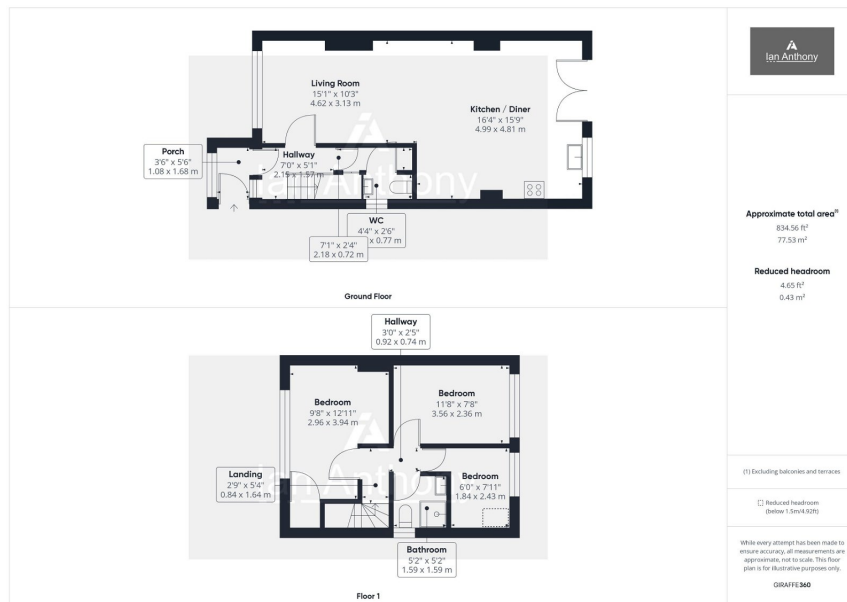 Living Room
15'1" x 10'3"
4.62 x 3.13 m
Kitchen / Diner
16'4" x 15'9"
4.99 x 4.81 m
Porch
3'6" x 5'6"
1.08 x 1.68 m
Hallway
7'0" x 5'1"
2.15 x 1.57 m
Ian Anthony
WC
4'4" x 2'6"
x 0.77 m
7'1" x 2'4"
2.18 x 0.72 m
Ground Floor
Hallway
3'0" x 2'5"
0.92 x 0.74 m
Bedroom
9'8" x 12'11"
2.96 x 3.94 m
Bedroom
11'8" x 7'8"
3.56 x 2.36 m
Landing
2'9" x 5'4"
0.84 x 1.64 m
Bedroom
6'0" x 7'11"
1.84 x 2.43 m
Ian Anthony
Bathroom
5'2" x 5'2"
1.59 x 1.59 m
Floor 1
Ian Anthony
Approximate total area⁽¹⁾
834.56 ft²
77.53 m²
Reduced headroom
4.65 ft²
0.43 m²
(1) Excluding balconies and terraces
Reduced headroom
(below 1.5m/4.92ft)
While every attempt has been made to
ensure accuracy, all measurements are
approximate, not to scale. This floor
plan is for illustrative purposes only.
GIRAFFE360